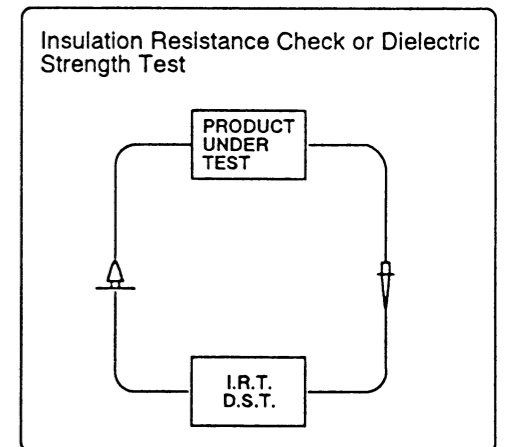 Insulation Resistance Check or Dielectric
Strength Test
PRODUCT
UNDER
TEST
I.R.T.
D.S.T.